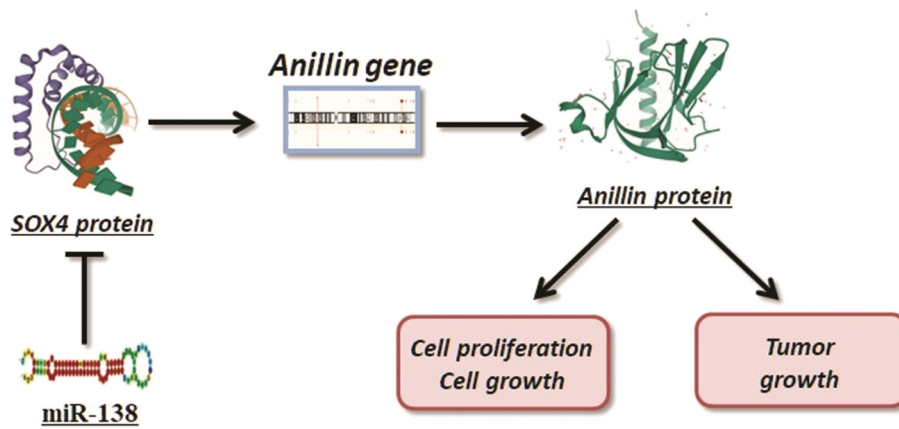 Anillin gene
SOX4 protein
Anillin protein
miR-138
Cell proliferation
Cell growth
Tumor
growth